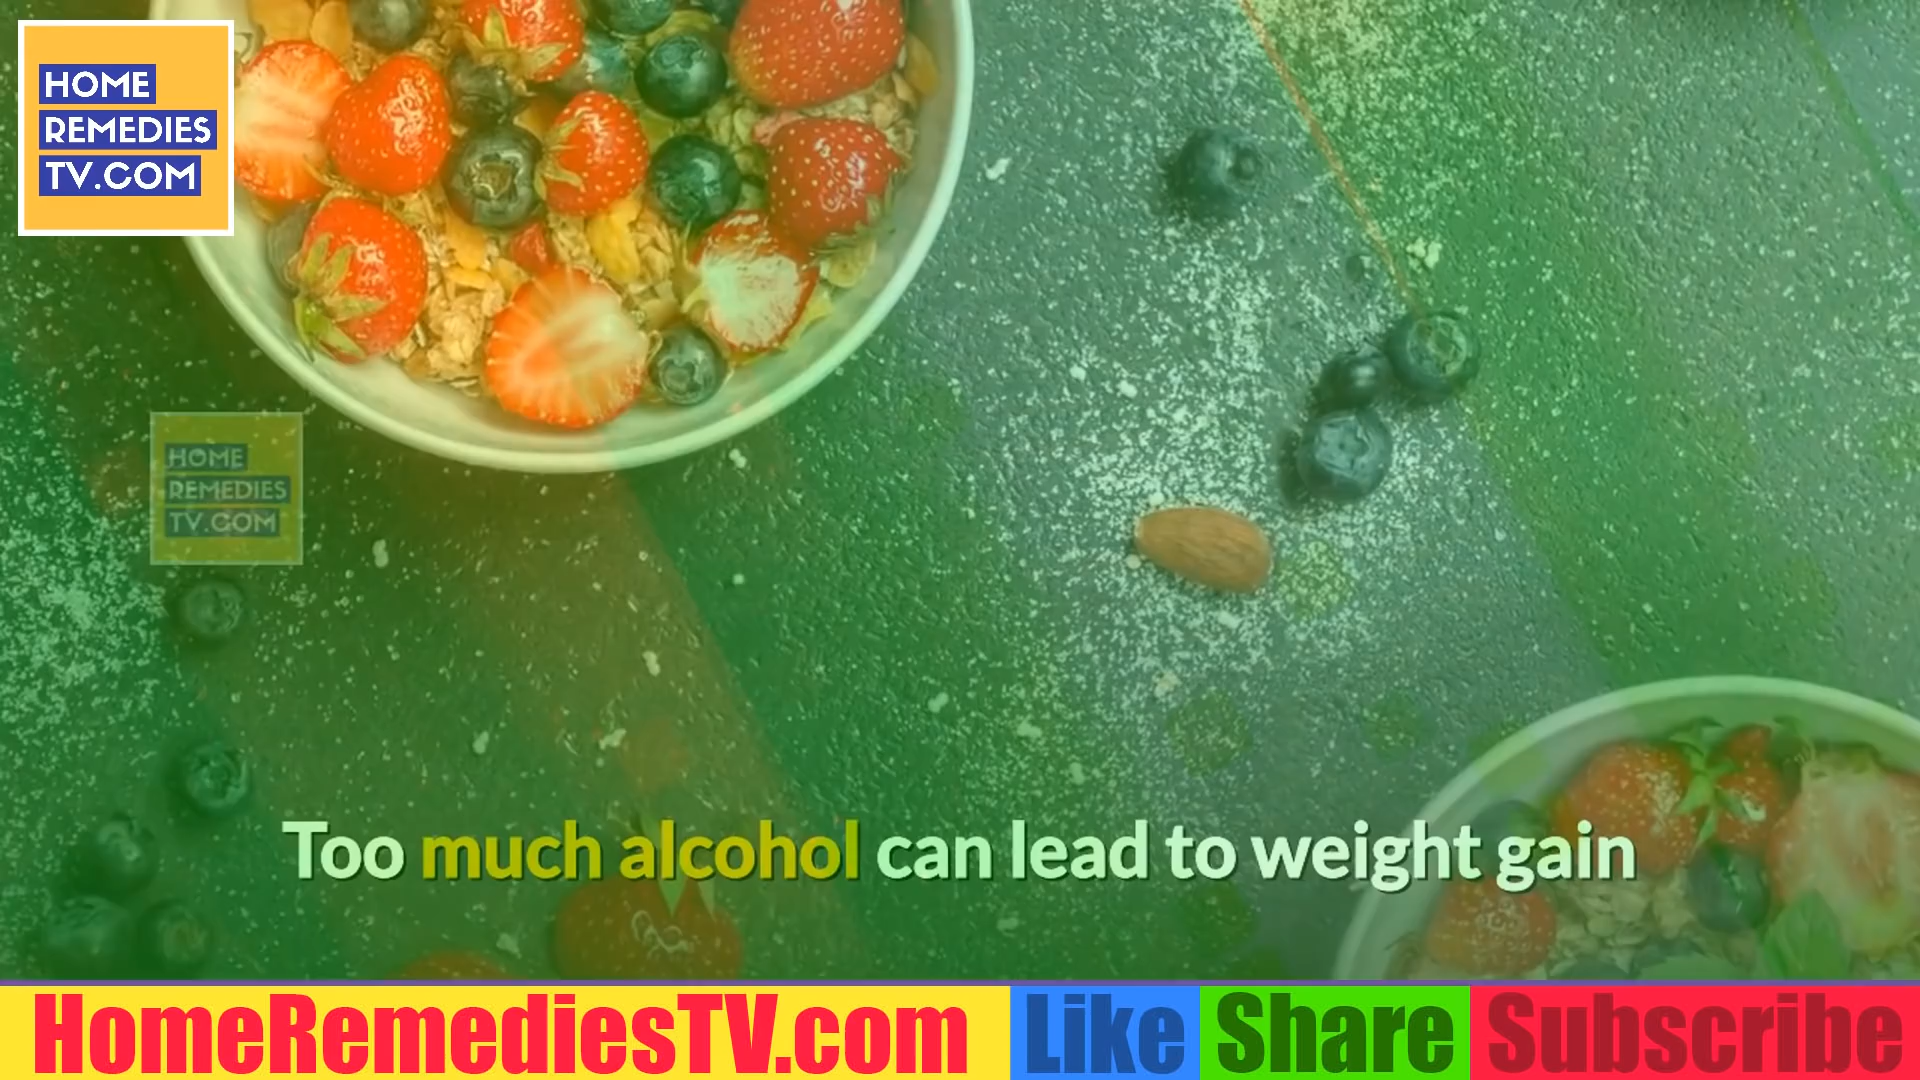 HOME
REMEDIES
TV.COM
HOME
REMEDIES
TV.COM
Too much alcohol can lead to weight gain
HomeRemediesTV.com Like Share Subscribe